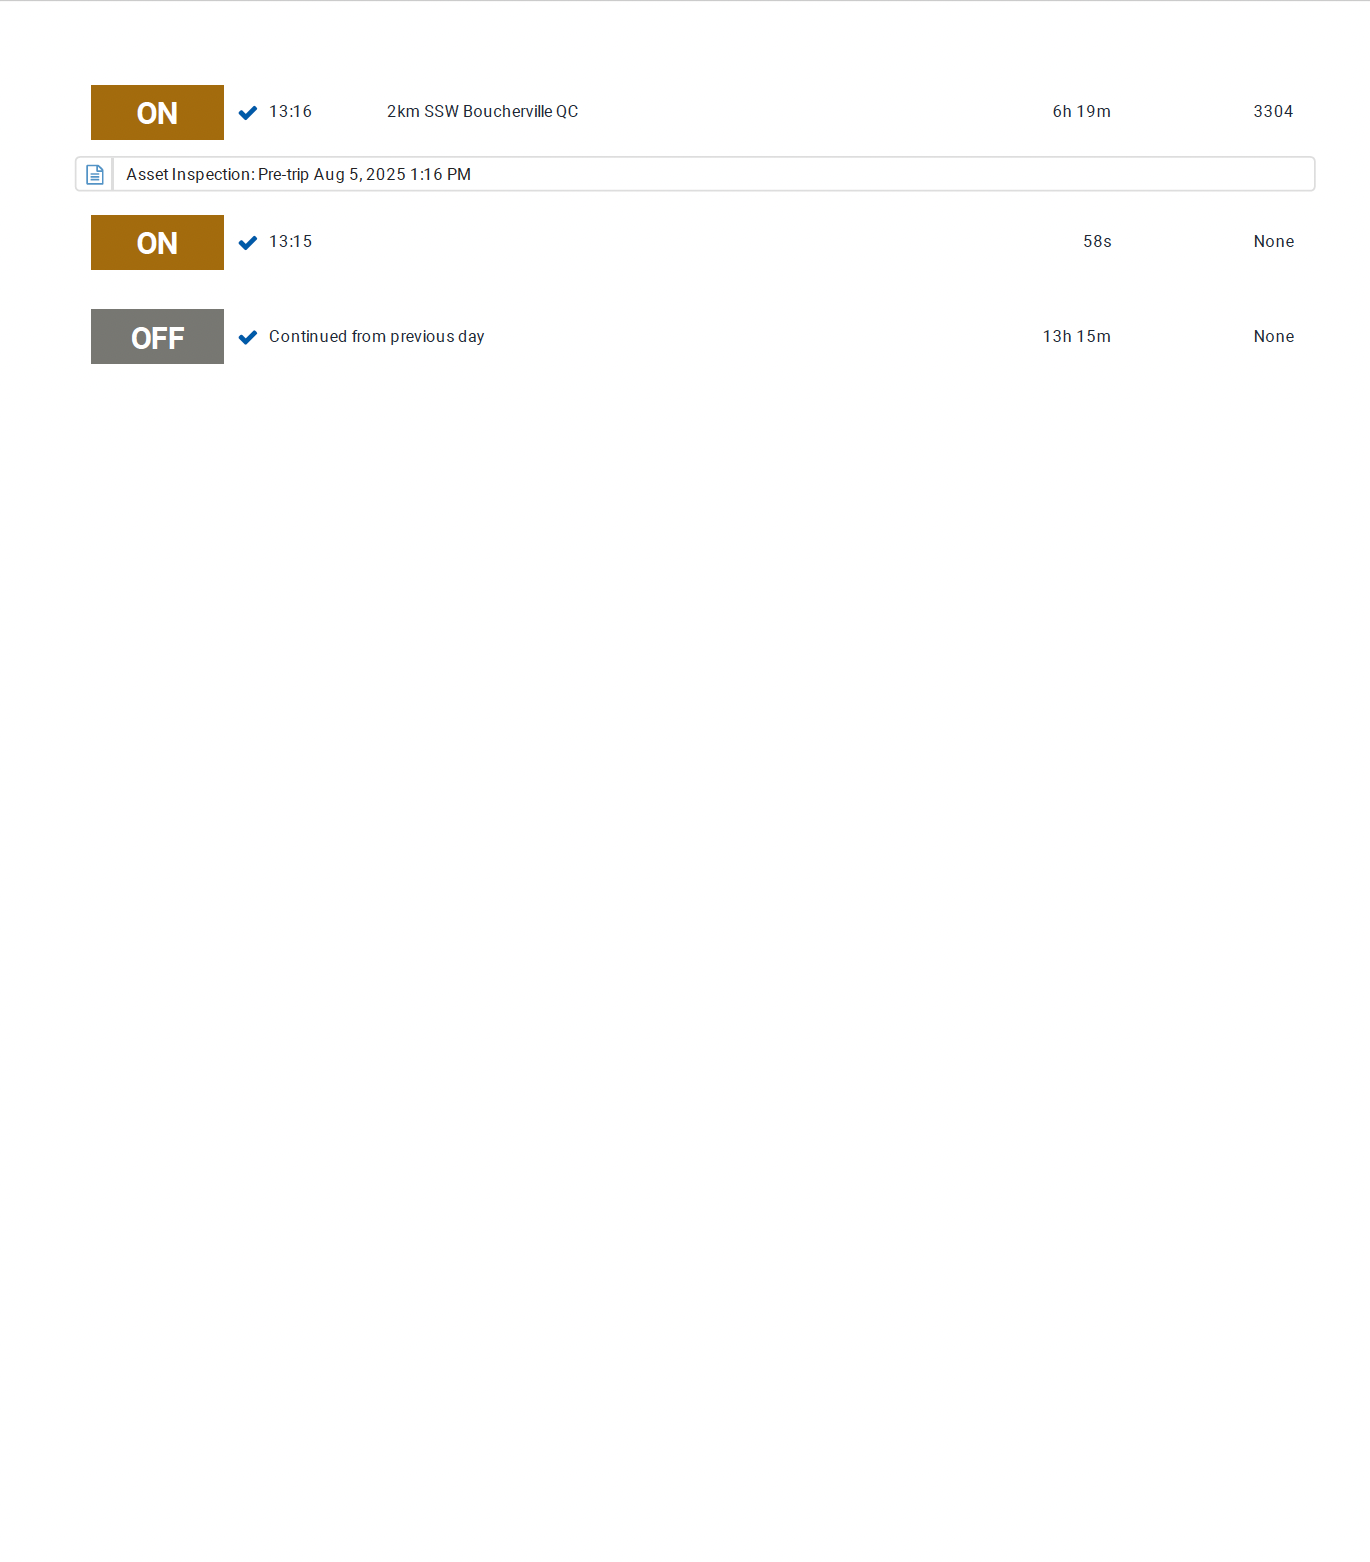 ON 13:16 2km SSW Boucherville QC 6h 19m 3304
Asset Inspection: Pre-trip Aug 5, 2025 1:16 PM
ON 13:15 58s None
OFF Continued from previous day 13h 15m None